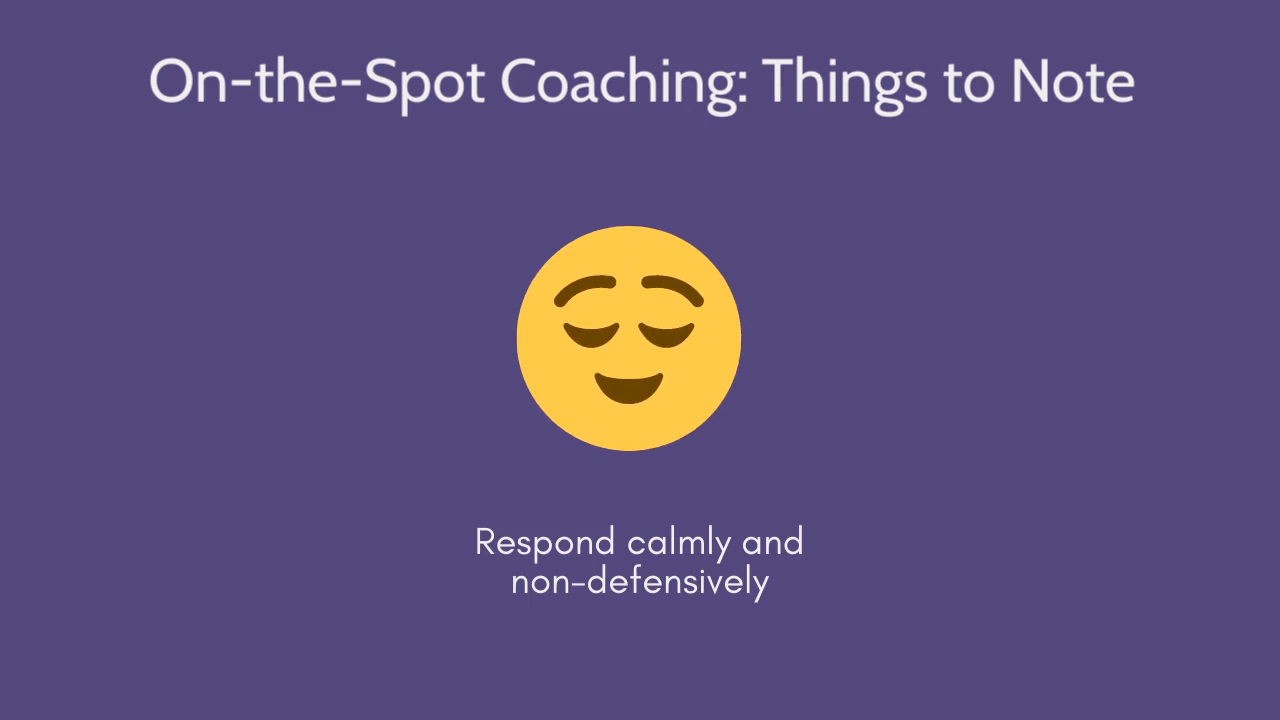 On-the-Spot Coaching: Things to Note
Respond calmly and
non-defensively